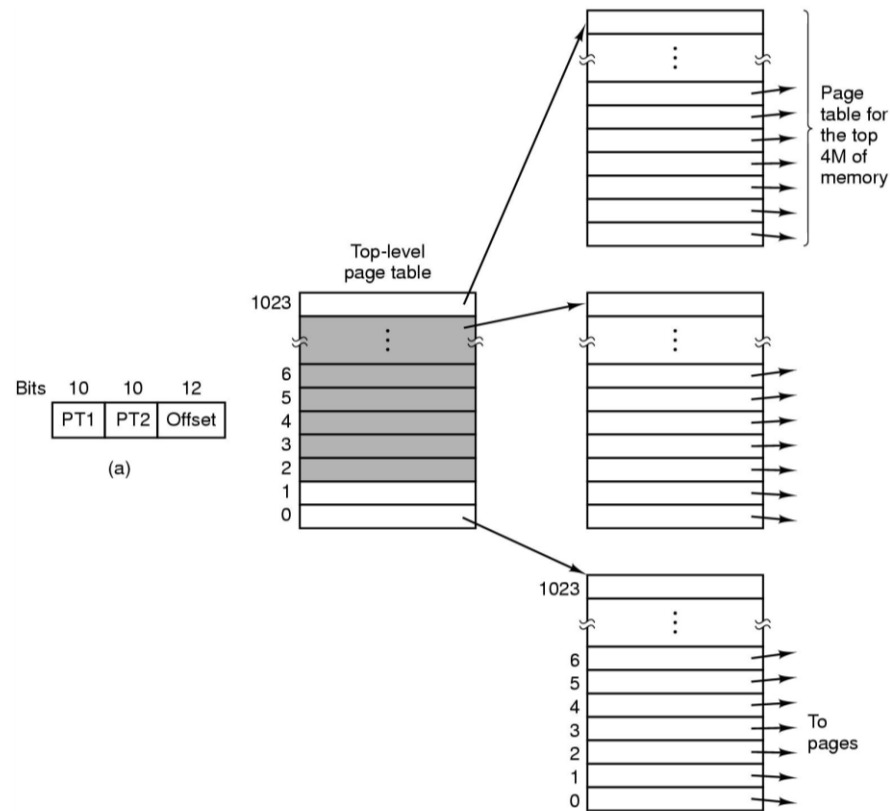 Page
table for
the top
4M of
memory
Top-level
page table
1023
6
5
4
3
2
1
0
Bits 10 10 12
PT1 PT2 Offset
(a)
1023
6
5
4
3
2
1
0
To
pages